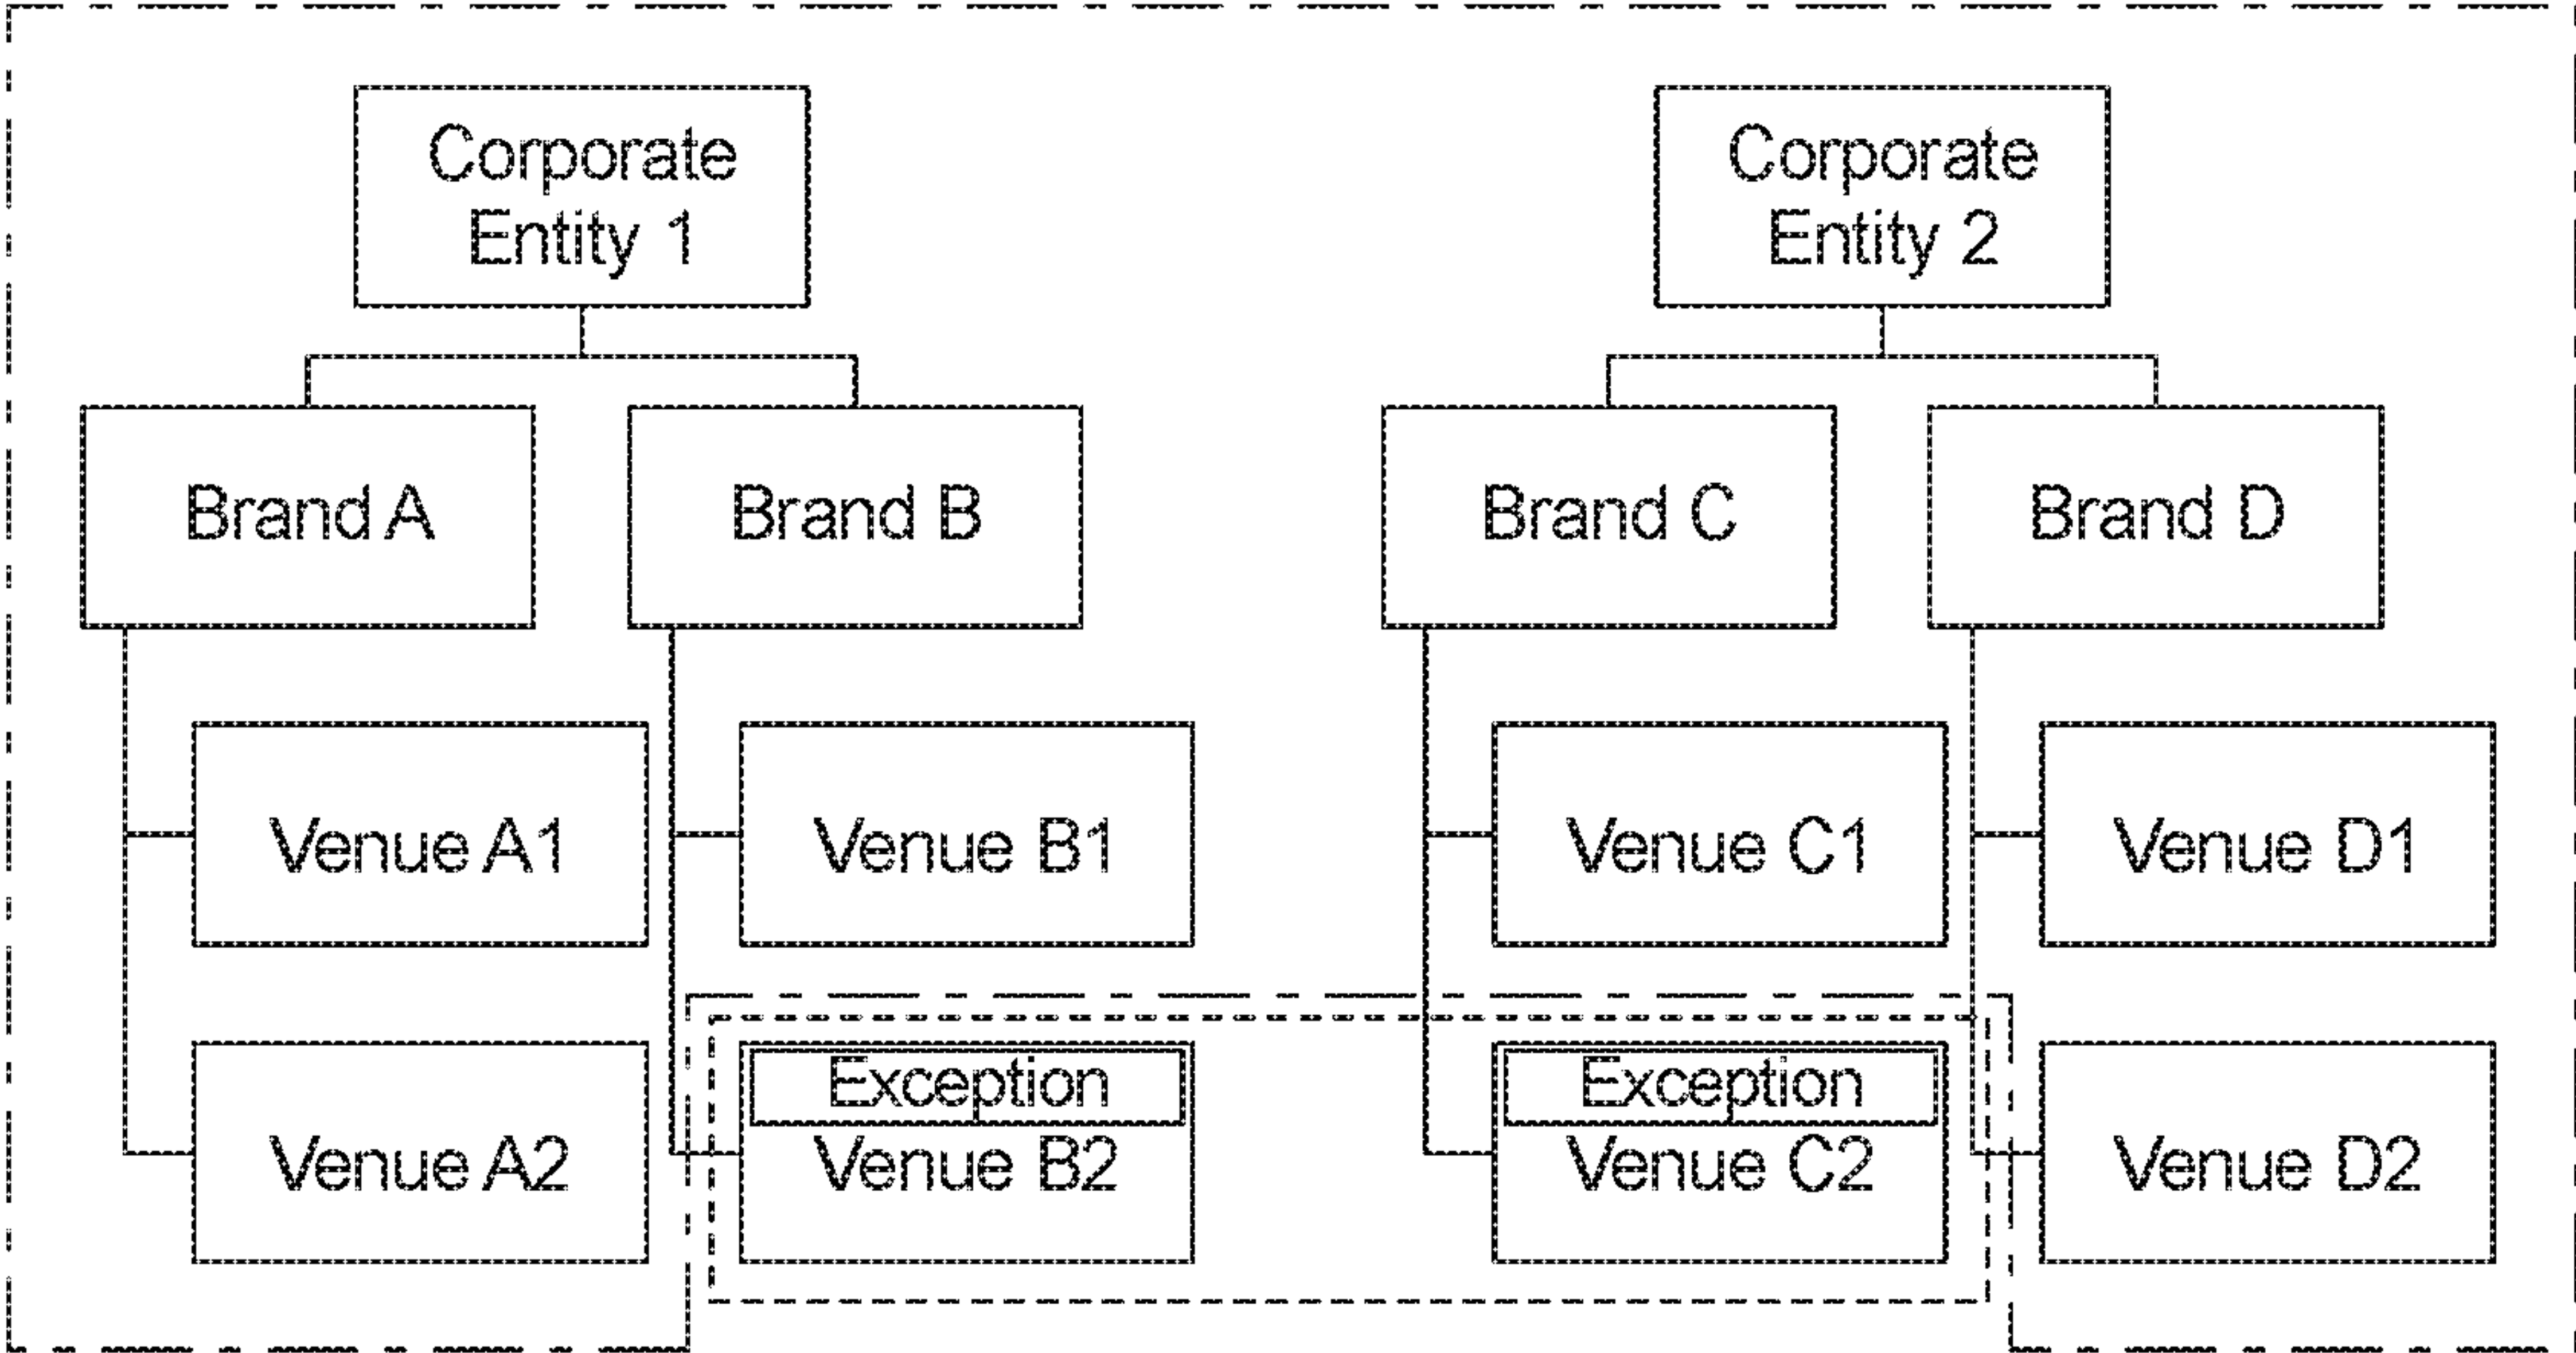 Corporate
Entity 1
Corporate
Entity 2
Brand A
Brand B
Brand C
Brand D
Venue A1
Venue B1
Venue C1
Venue D1
Venue A2
Exception
Venue B2
Exception
Venue C2
Venue D2